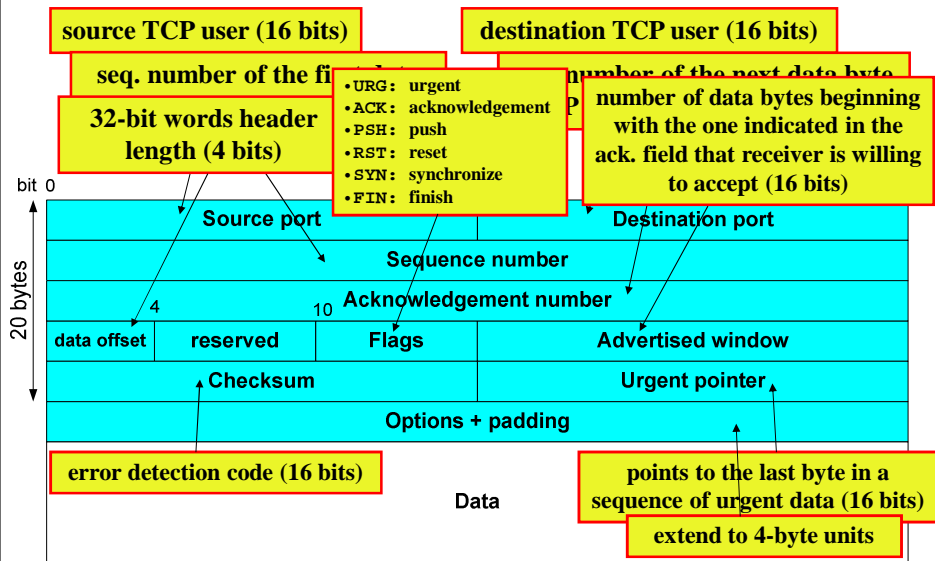 source TCP user (16 bits)
destination TCP user (16 bits)
seq. number of the first
number of the next data byte
P
32-bit words header
length (4 bits)
•URG: urgent
•ACK: acknowledgement
•PSH: push
•RST: reset
•SYN: synchronize
•FIN: finish
number of data bytes beginning
with the one indicated in the
ack. field that receiver is willing
to accept (16 bits)
bit 0
Source port
Destination port
Sequence number
Acknowledgement number
20 bytes
4
10
data offset
reserved
Flags
Advertised window
Checksum
Urgent pointer
Options + padding
error detection code (16 bits)
Data
points to the last byte in a
sequence of urgent data (16 bits)
extend to 4-byte units